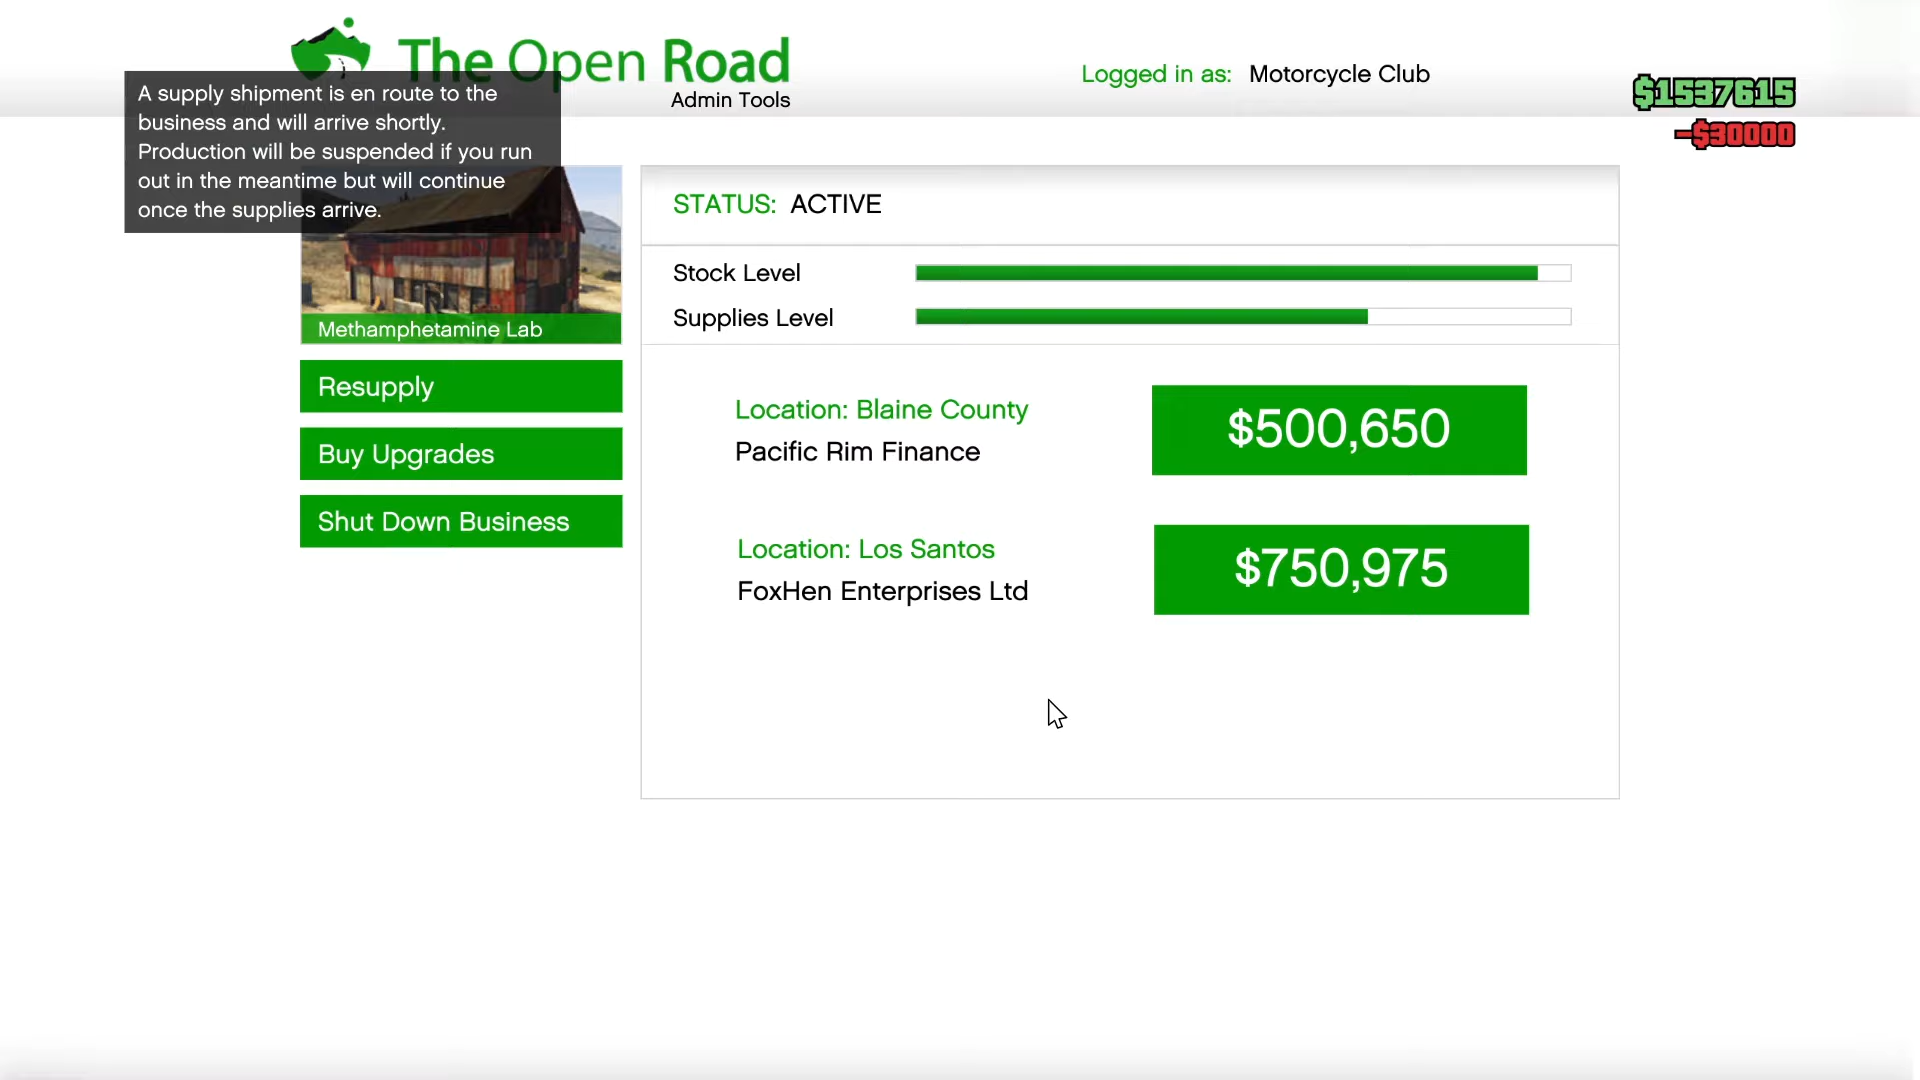 The Open Road
Admin Tools
Logged in as: Motorcycle Club
$1537615
-$30000
A supply shipment is en route to the
business and will arrive shortly.
Production will be suspended if you run
out in the meantime but will continue
once the supplies arrive.
Methamphetamine Lab
Resupply
Buy Upgrades
Shut Down Business
STATUS: ACTIVE
Stock Level
Supplies Level
Location: Blaine County
Pacific Rim Finance
$500,650
Location: Los Santos
FoxHen Enterprises Ltd
$750,975